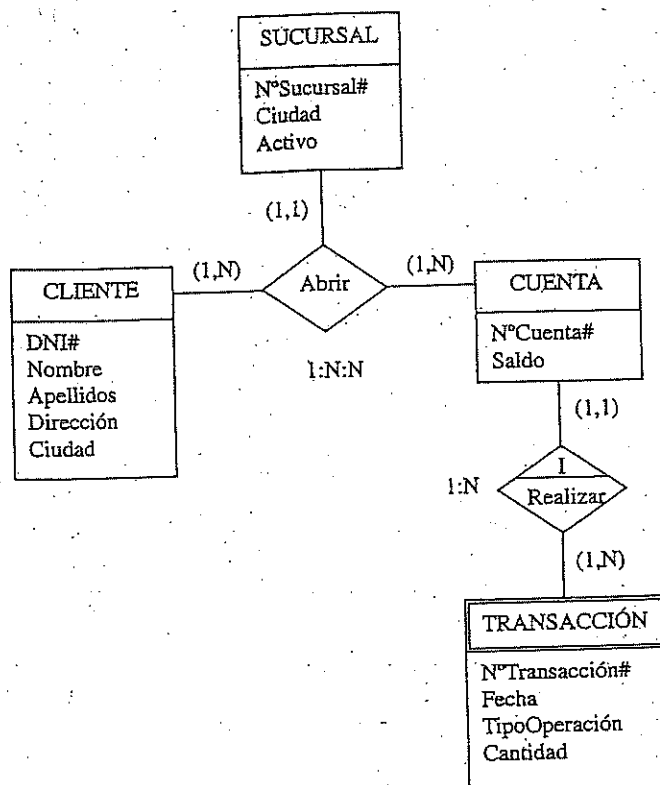 SUCURSAL
NºSucursal#
Ciudad
Activo
(1,1)
(1,N)
Abrir
(1,N)
CLIENTE
DNI#
Nombre
Apellidos
Dirección
Ciudad
1:N:N
CUENTA
NºCuenta#
Saldo
(1,1)
I
1:N
Realizar
(1,N)
TRANSACCIÓN
NºTransacción#
Fecha
TipoOperación
Cantidad